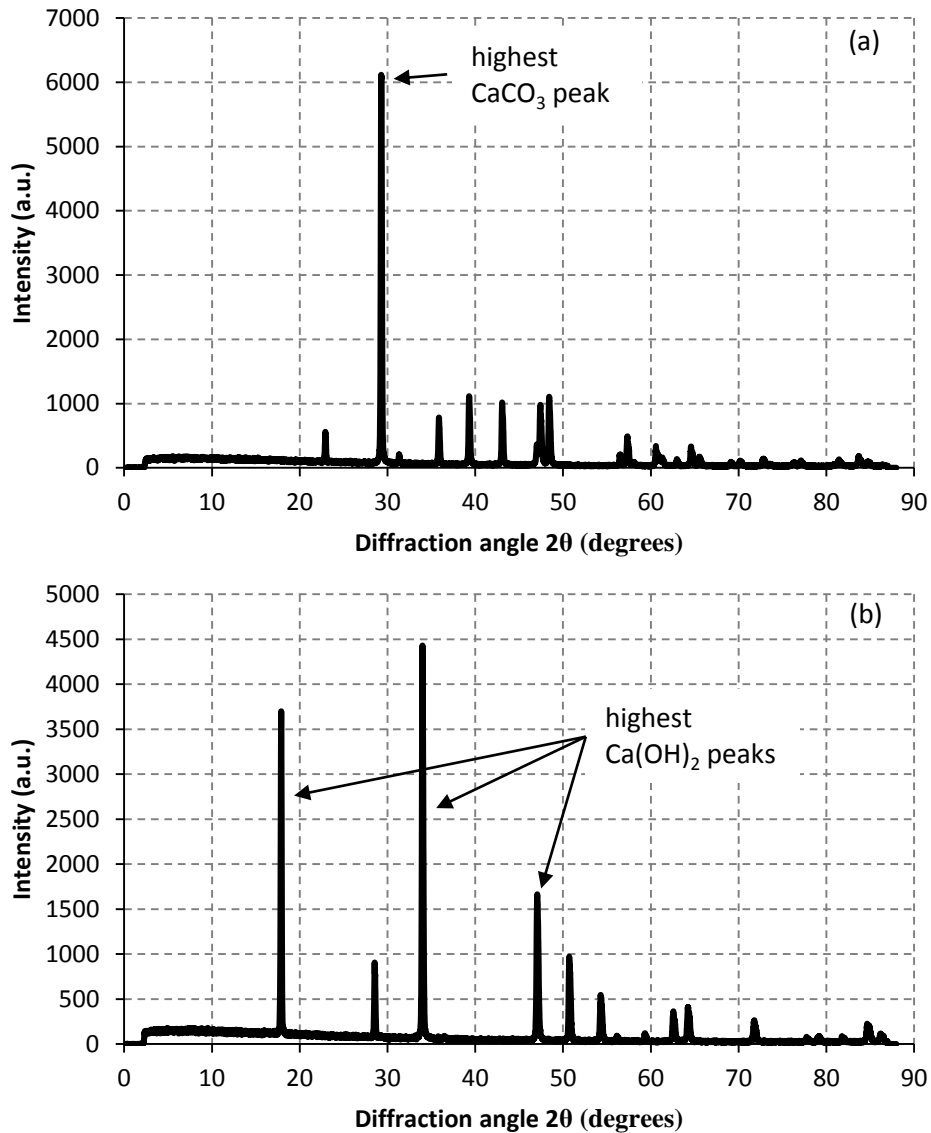 7000
(a)
highest
CaCO₃ peak
6000
5000
4000
3000
2000
1000
0
Intensity (a.u.)
0 10 20 30 40 50 60 70 80 90
Diffraction angle 2θ (degrees)
5000
(b)
4500
4000
highest
Ca(OH)₂ peaks
3500
3000
2500
2000
1500
1000
500
0
Intensity (a.u.)
0 10 20 30 40 50 60 70 80 90
Diffraction angle 2θ (degrees)